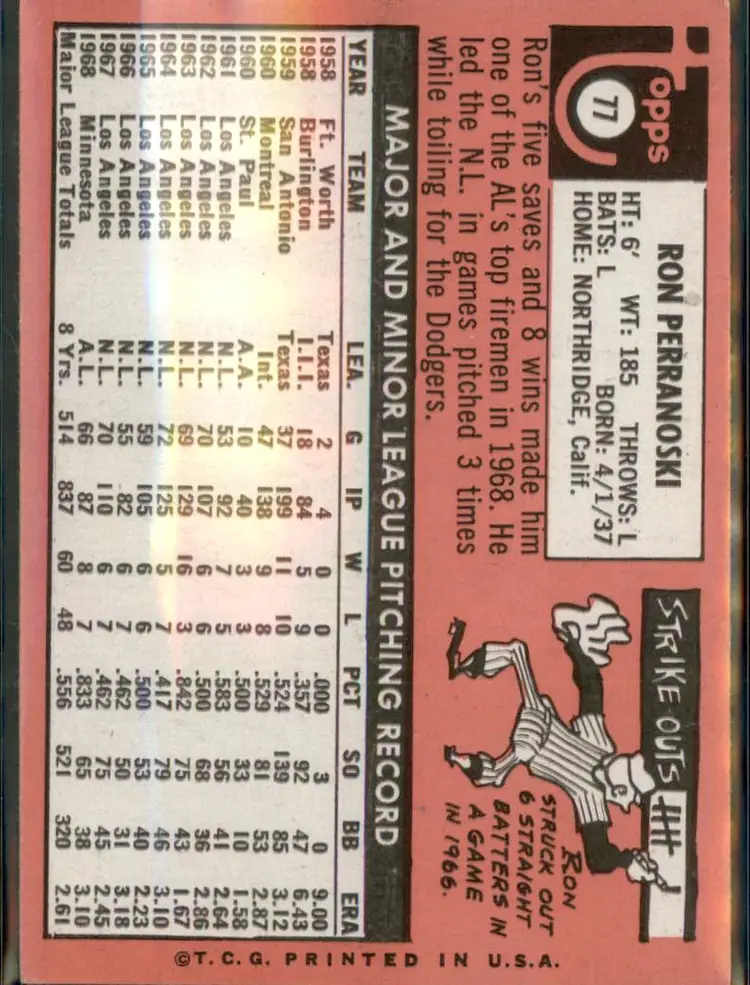 Topps
77
RON PERRANOSKI
HT: 6' WT: 185 THROWS: L
BATS: L BORN: 4/1/37
HOME: NORTHRIDGE, Calif.
Ron's five saves and 8 wins made him
one of the AL's top firemen in 1968. He
led the N.L. in games pitched 3 times
while toiling for the Dodgers.
STRIKE OUTS
RON
STRUCK OUT
6 STRAIGHT
BATTERS IN
A GAME
IN 1966.
MAJOR AND MINOR LEAGUE PITCHING RECORD
YEAR TEAM LEA. G IP W L PCT SO BB ERA
1958 Ft. Worth Texas 2 4 0 0 .000 3 0 9.00
1958 Burlington I.I.I. 18 84 5 9 .357 92 47 6.43
1959 San Antonio Texas 37 199 11 10 .524 139 85 3.12
1960 Montreal Int. 47 138 9 8 .529 81 53 2.87
1960 St. Paul A.A. 10 40 3 3 .500 33 10 1.58
1961 Los Angeles N.L. 53 92 7 5 .583 56 41 2.64
1962 Los Angeles N.L. 70 107 6 6 .500 68 36 2.86
1963 Los Angeles N.L. 69 129 16 3 .842 75 43 1.67
1964 Los Angeles N.L. 72 125 5 7 .417 79 46 3.10
1965 Los Angeles N.L. 59 105 6 6 .500 53 40 2.23
1966 Los Angeles N.L. 55 82 6 7 .462 50 31 3.18
1967 Los Angeles N.L. 70 110 6 7 .462 75 45 2.45
1968 Minnesota A.L. 66 87 8 7 .833 65 38 3.10
Major League Totals 8 Yrs. 514 837 60 48 .556 521 320 2.61
©T.C.G. PRINTED IN U.S.A.